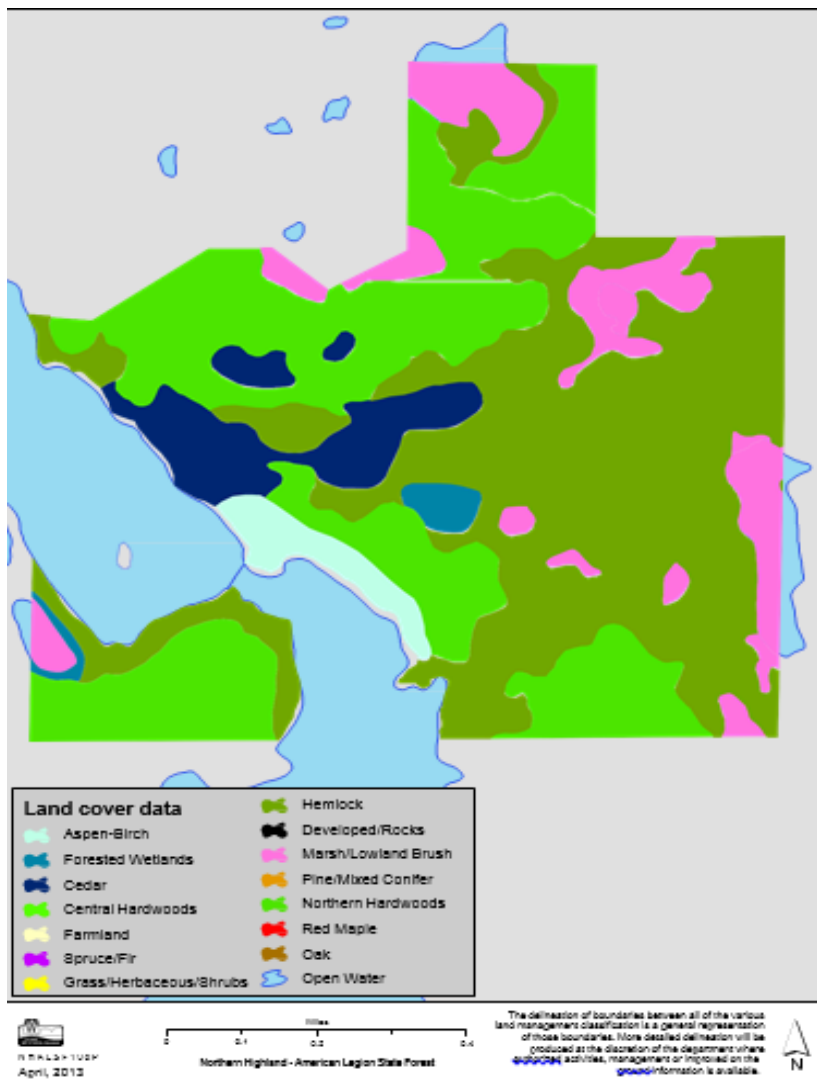 Land cover data
Aspen-Birch
Forested Wetlands
Cedar
Central Hardwoods
Farmland
Spruce/Fir
Grass/Herbaceous/Shrubs
Hemlock
Developed/Rocks
Marsh/Lowland Brush
Pine/Mixed Conifer
Northern Hardwoods
Red Maple
Oak
Open Water
April, 2013
Miles
0 0.1 0.2 0.4
Northern Highland - American Legion State Forest
The delineation of boundaries between all of the various
land management classification is a general representation
of those boundaries. More detailed delineation will be
produced at the discretion of the department where
authorized activities, management or improved on the
ground information is available.
N